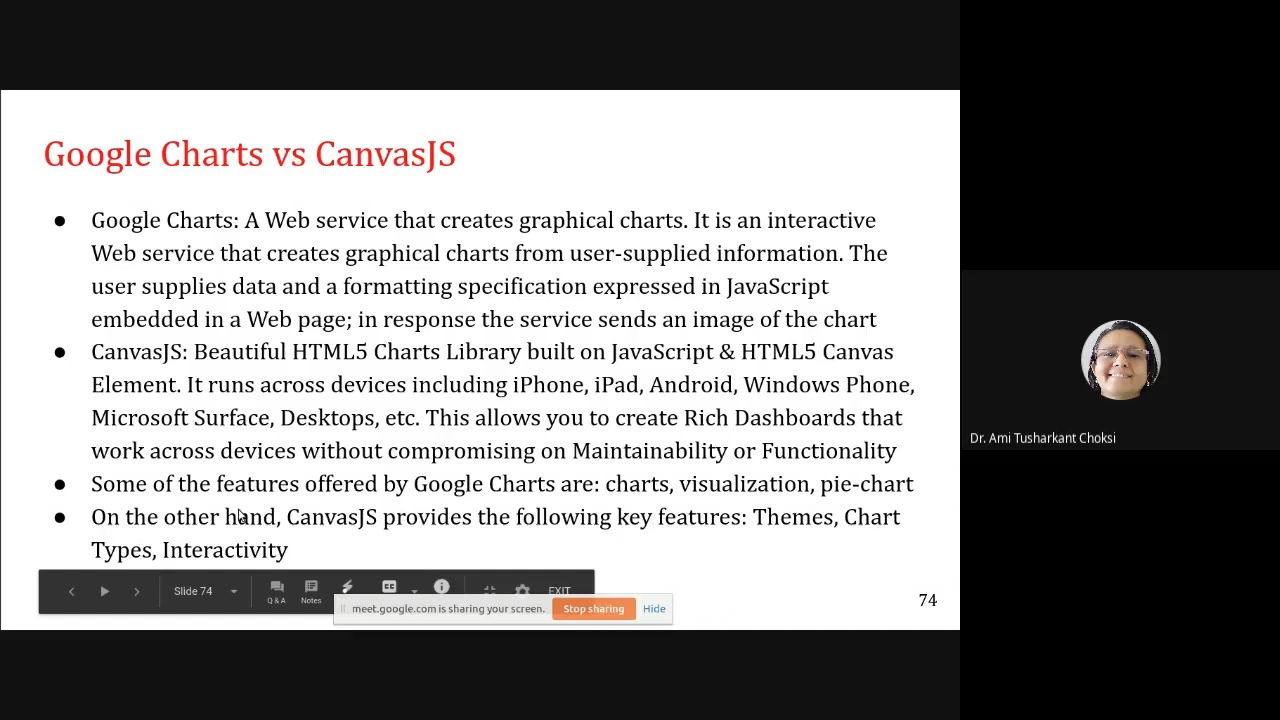 Google Charts vs CanvasJS
● Google Charts: A Web service that creates graphical charts. It is an interactive
Web service that creates graphical charts from user-supplied information. The
user supplies data and a formatting specification expressed in JavaScript
embedded in a Web page; in response the service sends an image of the chart
● CanvasJS: Beautiful HTML5 Charts Library built on JavaScript & HTML5 Canvas
Element. It runs across devices including iPhone, iPad, Android, Windows Phone,
Microsoft Surface, Desktops, etc. This allows you to create Rich Dashboards that
work across devices without compromising on Maintainability or Functionality
● Some of the features offered by Google Charts are: charts, visualization, pie-chart
● On the other hand, CanvasJS provides the following key features: Themes, Chart
Types, Interactivity
Slide 74
Q & A
Notes
CC
EXIT
meet.google.com is sharing your screen.
Stop sharing
Hide
74
Dr. Ami Tusharkant Choksi